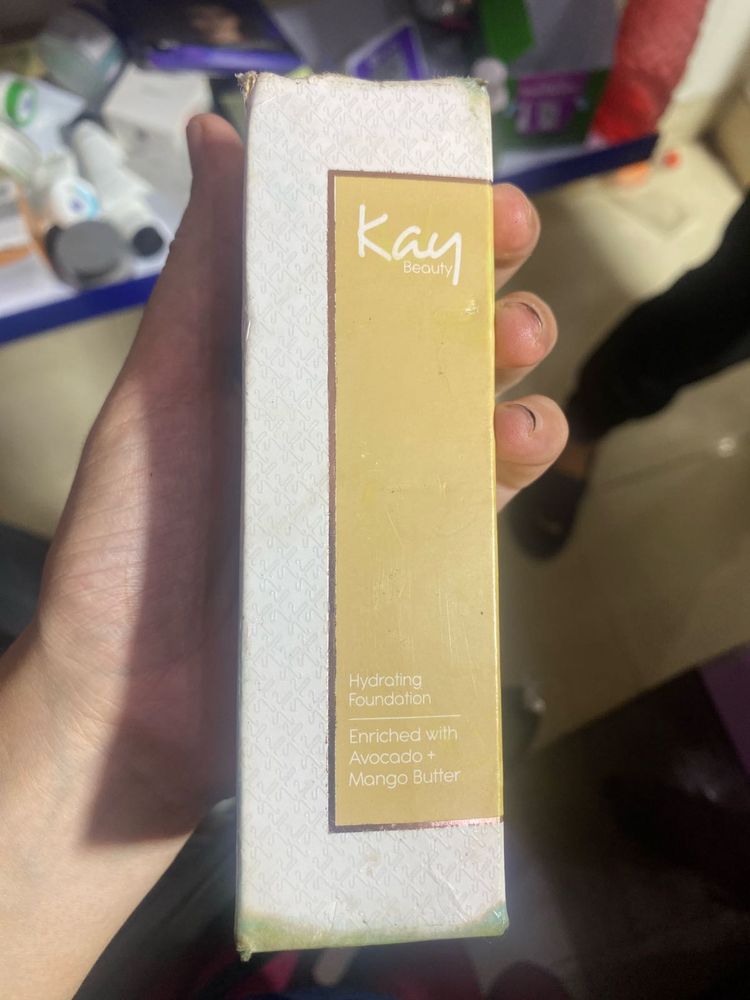 Kay
Beauty
Hydrating
Foundation
Enriched with
Avocado +
Mango Butter